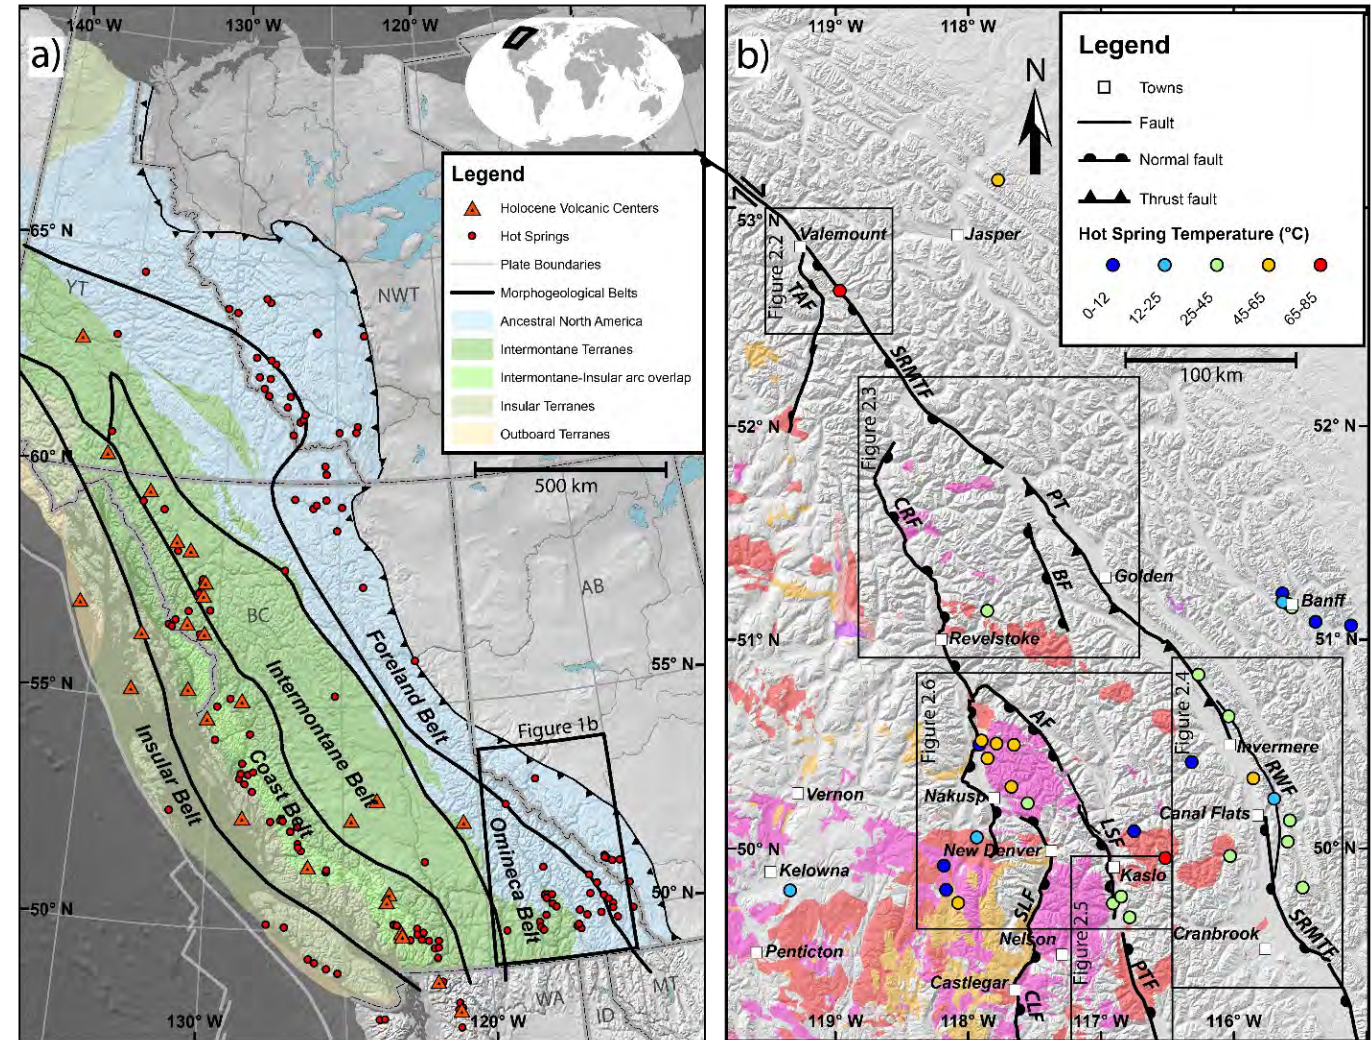 a)
140° W
130° W
120° W
65° N
60° N
55° N
50° N
55° N
50° N
130° W
120° W
YT
NWT
BC
AB
WA
ID
MT
Legend
Holocene Volcanic Centers
Hot Springs
Plate Boundaries
Morphogeological Belts
Ancestral North America
Intermontane Terranes
Intermontane-Insular arc overlap
Insular Terranes
Outboard Terranes
500 km
Figure 1b
Foreland Belt
Intermontane Belt
Omineca Belt
Coast Belt
Insular Belt
b)
119° W
118° W
N
Legend
Towns
Fault
Normal fault
Thrust fault
Hot Spring Temperature (°C)
0-12
12-25
25-45
45-65
65-85
100 km
53° N
52° N
51° N
50° N
52° N
51° N
50° N
119° W
118° W
117° W
116° W
Figure 2.2
Valemount
Jasper
TAF
SRMTF
Figure 2.3
CRF
PT
BF
Golden
Revelstoke
Banff
Figure 2.6
AF
Figure 2.4
Invermere
RWF
Vernon
Nakusp
Canal Flats
LSF
New Denver
Kelowna
Kaslo
SLF
Figure 2.5
Nelson
Cranbrook
SRMTF
Penticton
Castlegar
CLF
PTF